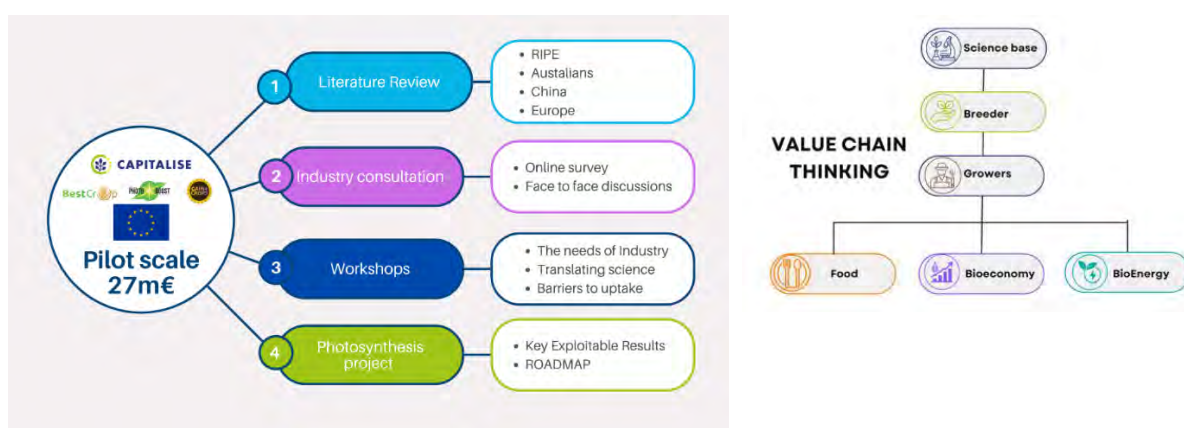 1
Literature Review
• RIPE
• Austalians
• China
• Europe
CAPITALISE
BestCrop
PHOTO BOOST
Pilot scale
27m€
2
Industry consultation
• Online survey
• Face to face discussions
3
Workshops
• The needs of Industry
• Translating science
• Barriers to uptake
4
Photosynthesis
project
• Key Exploitable Results
• ROADMAP
VALUE CHAIN
THINKING
Science base
Breeder
Growers
Food
Bioeconomy
BioEnergy